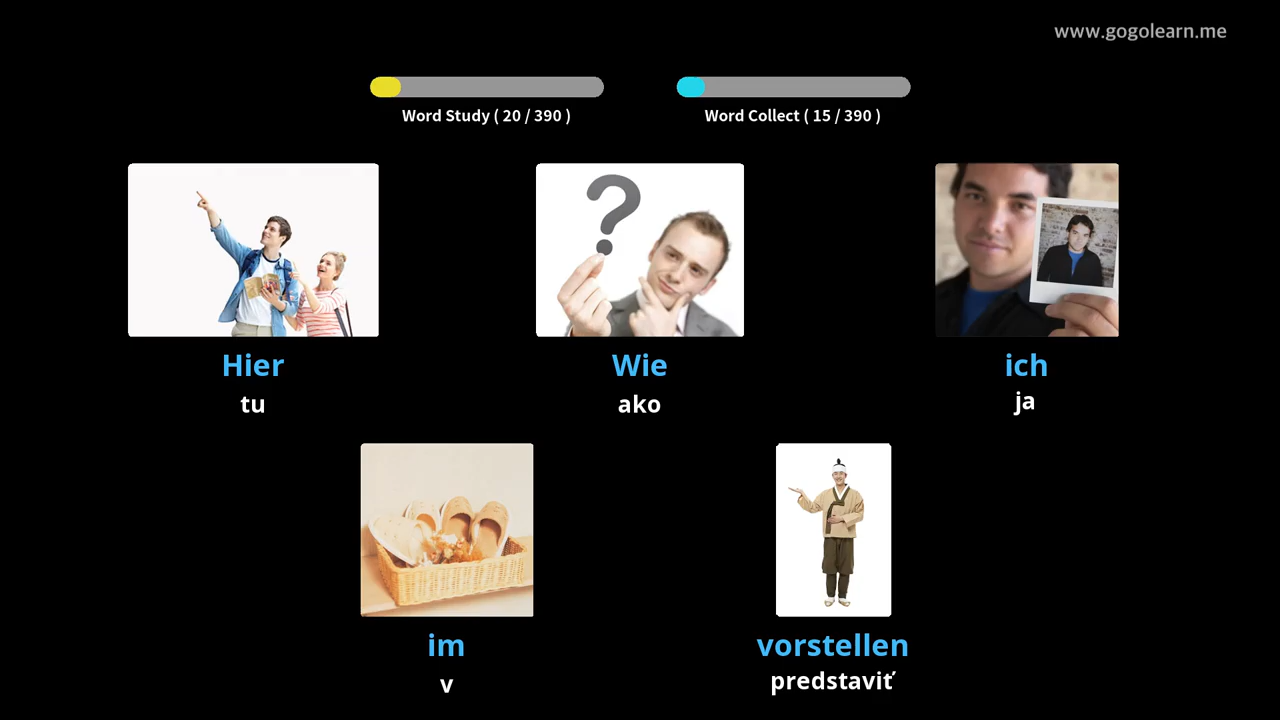 www.gogolearn.me
Word Study ( 20 / 390 )
Word Collect ( 15 / 390 )
Hier
tu
Wie
ako
ich
ja
im
v
vorstellen
predstaviť